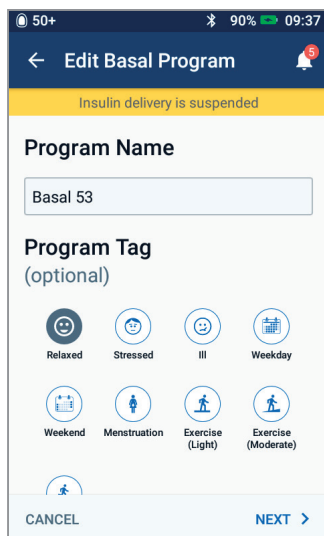 50+ 90% 09:37
Edit Basal Program 5
Insulin delivery is suspended
Program Name
Basal 53
Program Tag
(optional)
Relaxed Stressed Ill Weekday
Weekend Menstruation Exercise Exercise
(Light) (Moderate)
CANCEL NEXT